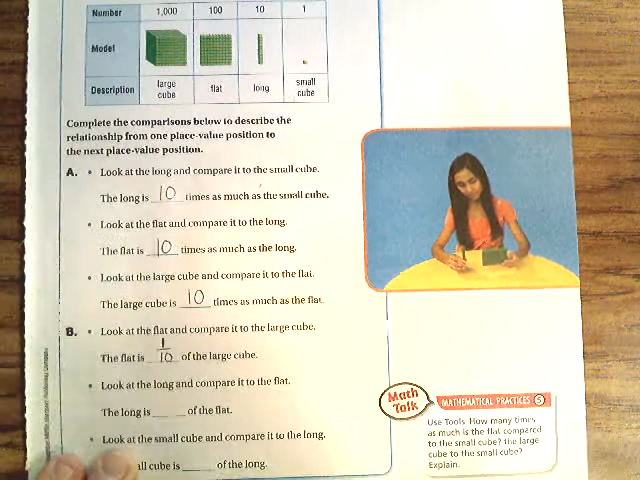 Number 1,000 100 10 1
Model
Description large cube flat long small cube
Complete the comparisons below to describe the
relationship from one place-value position to
the next place-value position.
A. • Look at the long and compare it to the small cube.
The long is 10 times as much as the small cube.
• Look at the flat and compare it to the long.
The flat is 10 times as much as the long.
• Look at the large cube and compare it to the flat.
The large cube is 10 times as much as the flat.
B. • Look at the flat and compare it to the large cube.
The flat is 1/10 of the large cube.
• Look at the long and compare it to the flat.
The long is ___ of the flat.
• Look at the small cube and compare it to the long.
all cube is ___ of the long.
Math
Talk
MATHEMATICAL PRACTICES 5
Use Tools How many times
as much is the flat compared
to the small cube? the large
cube to the small cube?
Explain.